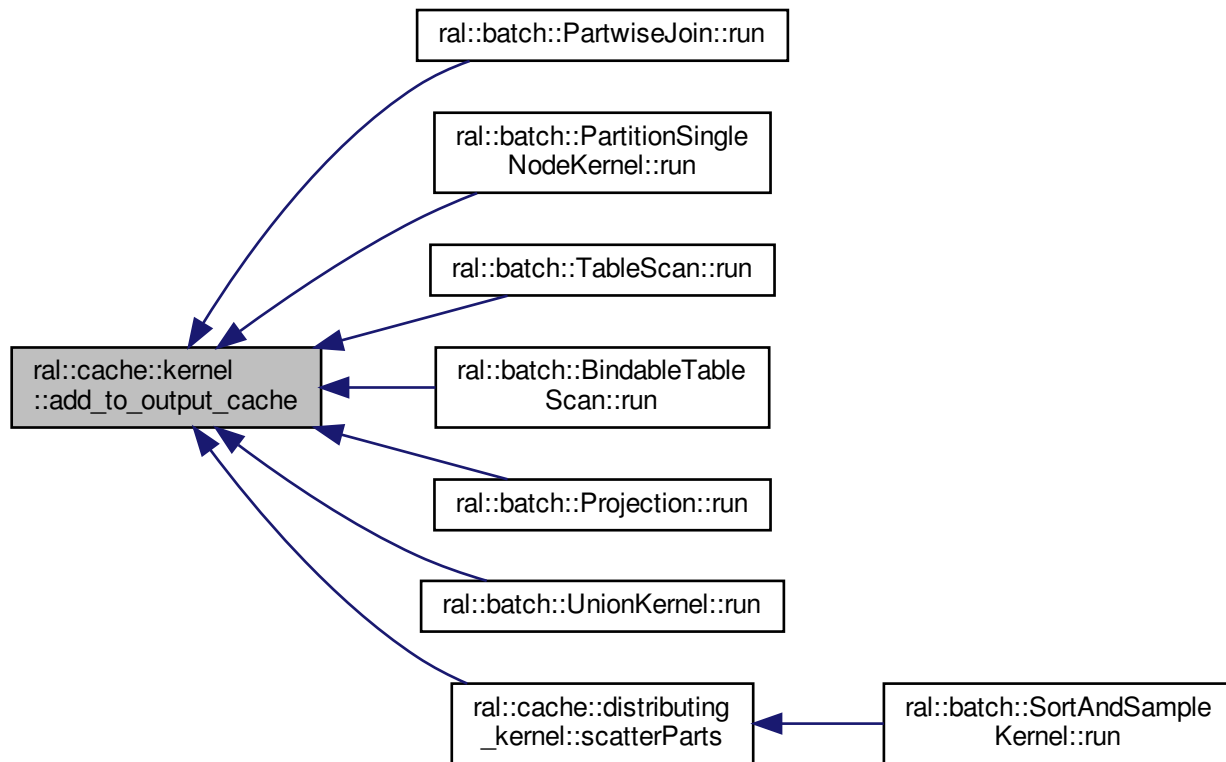 ral::batch::PartwiseJoin::run
ral::batch::PartitionSingle
NodeKernel::run
ral::batch::TableScan::run
ral::cache::kernel
::add_to_output_cache
ral::batch::BindableTable
Scan::run
ral::batch::Projection::run
ral::batch::UnionKernel::run
ral::cache::distributing
_kernel::scatterParts
ral::batch::SortAndSample
Kernel::run